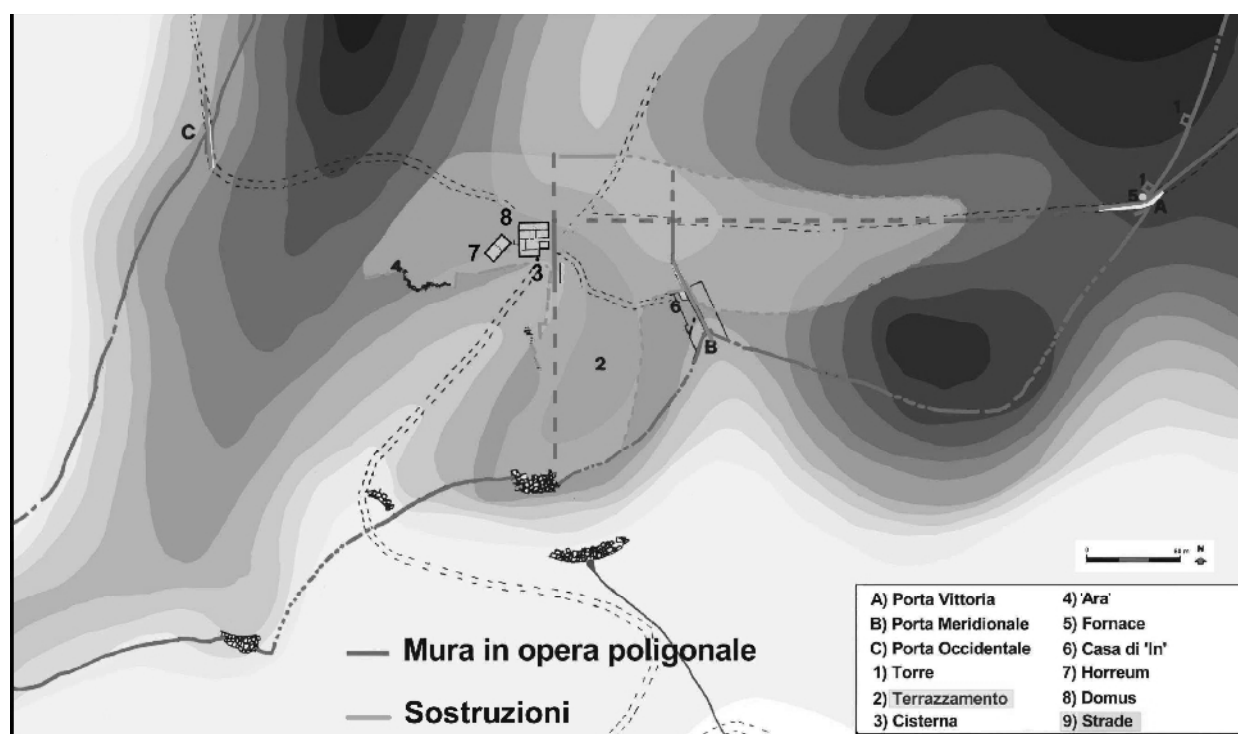 C
1
1
5
A
8
7
3
4
6
B
2
Mura in opera poligonale
Sostruzioni
0
50 m
N
A) Porta Vittoria
B) Porta Meridionale
C) Porta Occidentale
1) Torre
2) Terrazzamento
3) Cisterna
4) 'Ara'
5) Fornace
6) Casa di 'In'
7) Horreum
8) Domus
9) Strade